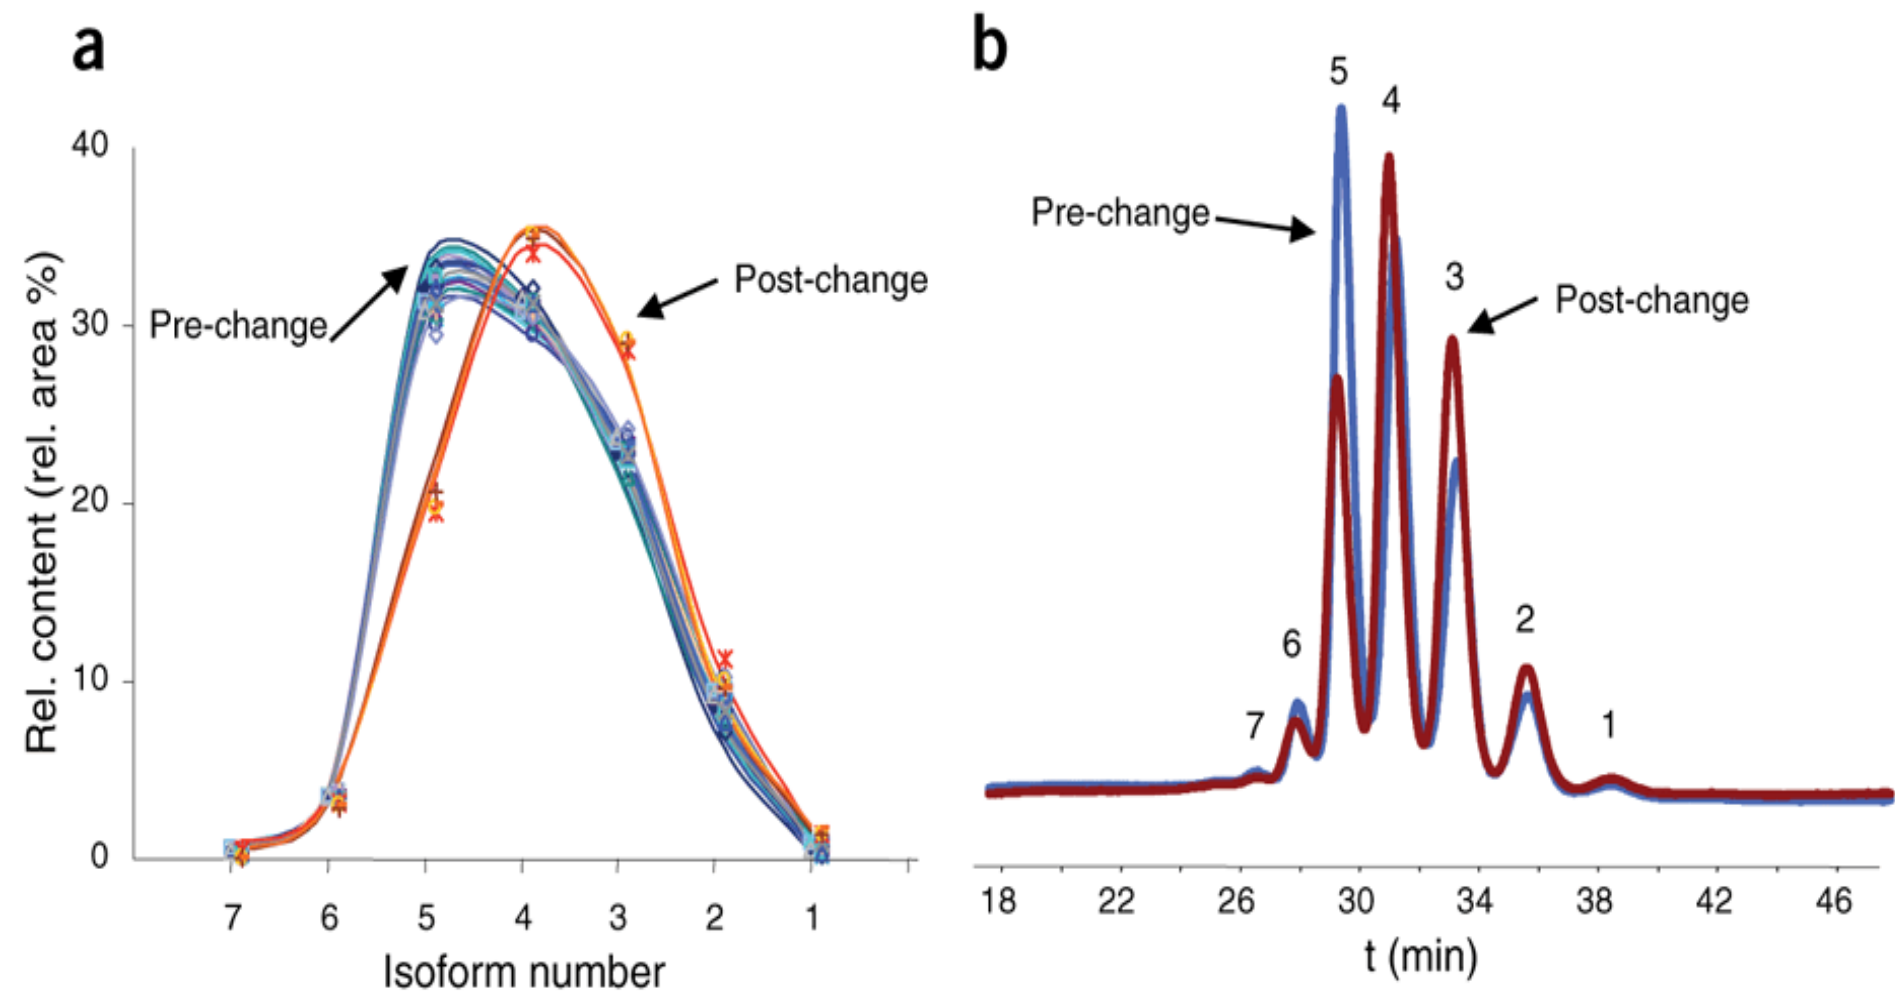 a
40
30
20
10
0
Rel. content (rel. area %)
Pre-change
Post-change
7 6 5 4 3 2 1
Isoform number
b
5
4
Pre-change
3
Post-change
6
2
7
1
18 22 26 30 34 38 42 46
t (min)